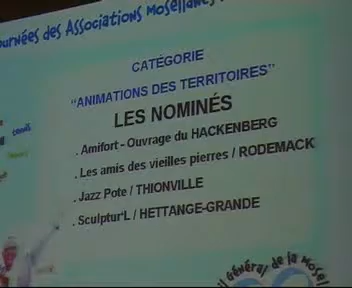 Journées des Associations Mosellanes
CATÉGORIE
"ANIMATIONS DES TERRITOIRES"
LES NOMINÉS
. Amifort - Ouvrage du HACKENBERG
. Les amis des vieilles pierres / RODEMACK
. Jazz Pote / THIONVILLE
. Sculptur'L / HETTANGE-GRANDE
Général de la Moselle